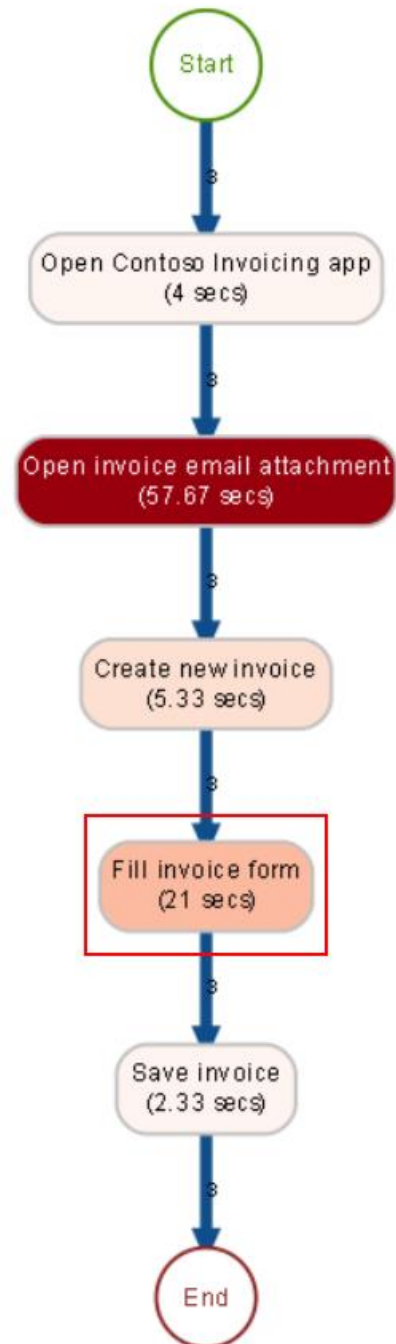 Start
3
Open Contoso Invoicing app
(4 secs)
3
Open invoice email attachment
(57.67 secs)
3
Create new invoice
(5.33 secs)
3
Fill invoice form
(21 secs)
3
Save invoice
(2.33 secs)
3
End